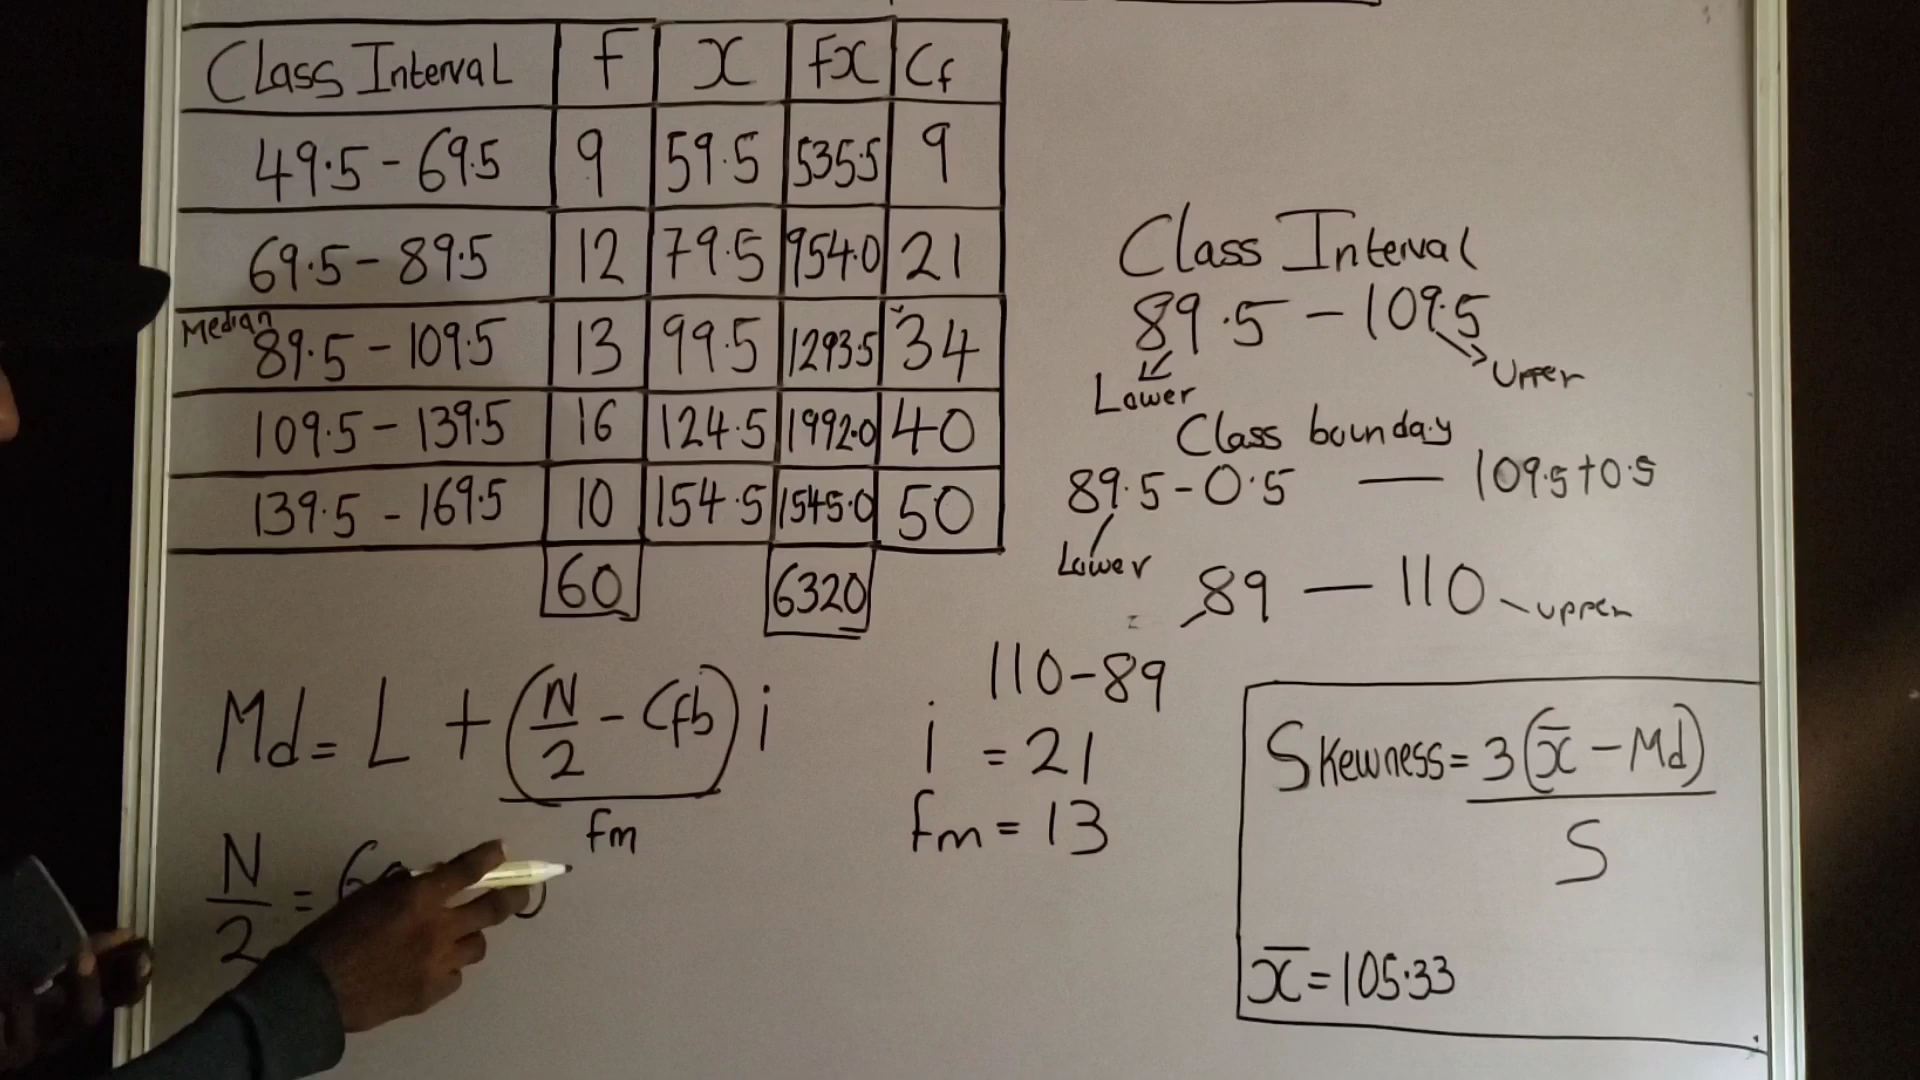 Class Interval F x Fx Cf
49.5 - 69.5 9 59.5 535.5 9
69.5 - 89.5 12 79.5 954.0 21
Median
89.5 - 109.5 13 99.5 1293.5 34
109.5 - 139.5 16 124.5 1992.0 40
139.5 - 169.5 10 154.5 1545.0 50
60 6320
Class Interval
89.5 - 109.5
Lower Upper
Class bounday
89.5 - 0.5 — 109.5 + 0.5
Lower
89 — 110 upper
Md = L + (N/2 - Cfb) i
fm
N/2 =
110 - 89
i = 21
fm = 13
Skewness = 3(x̄ - Md)
S
x̄ = 105.33